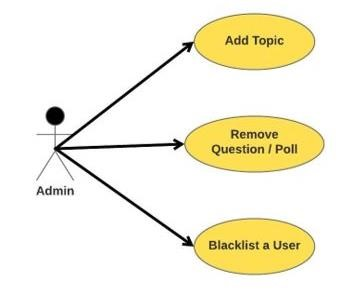 Add Topic
Remove
Question / Poll
Admin
Blacklist a User